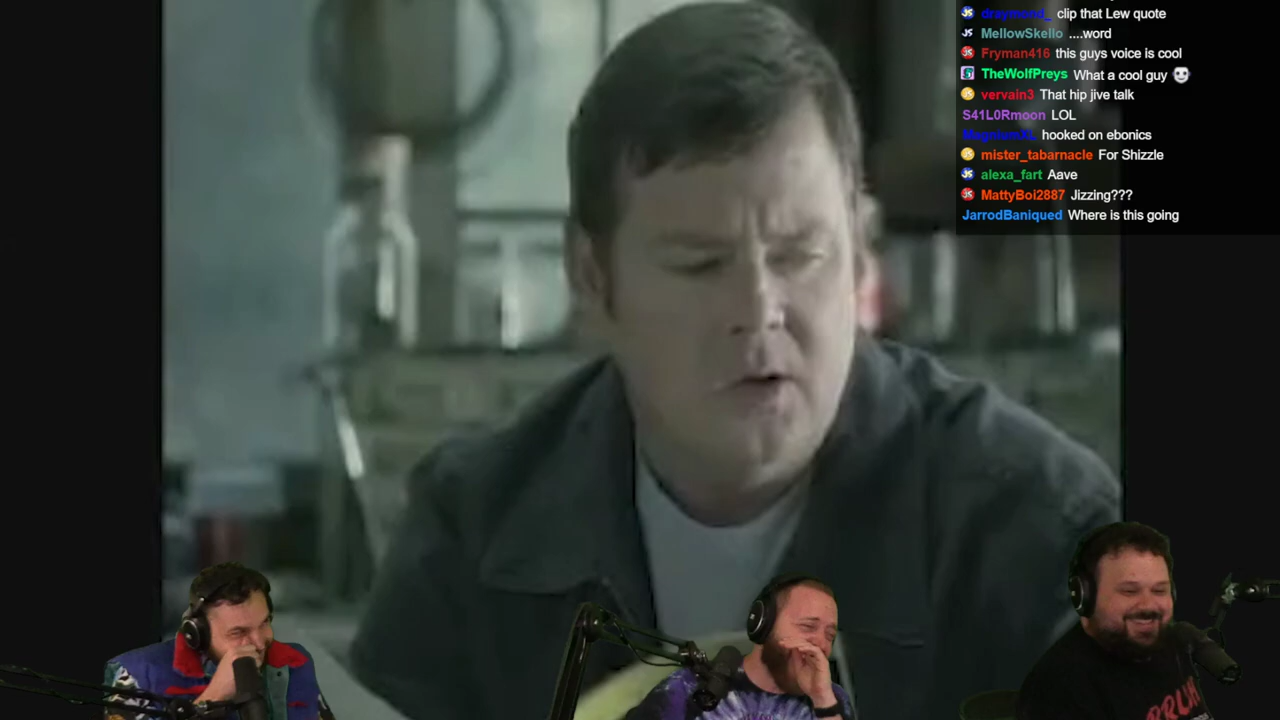 draymond_ clip that Lew quote
MellowSkello ....word
Fryman416 this guys voice is cool
TheWolfPreys What a cool guy
vervain3 That hip jive talk
S41L0Rmoon LOL
MagniumXL hooked on ebonics
mister_tabarnacle For Shizzle
alexa_fart Aave
MattyBoi2887 Jizzing???
JarrodBaniqued Where is this going